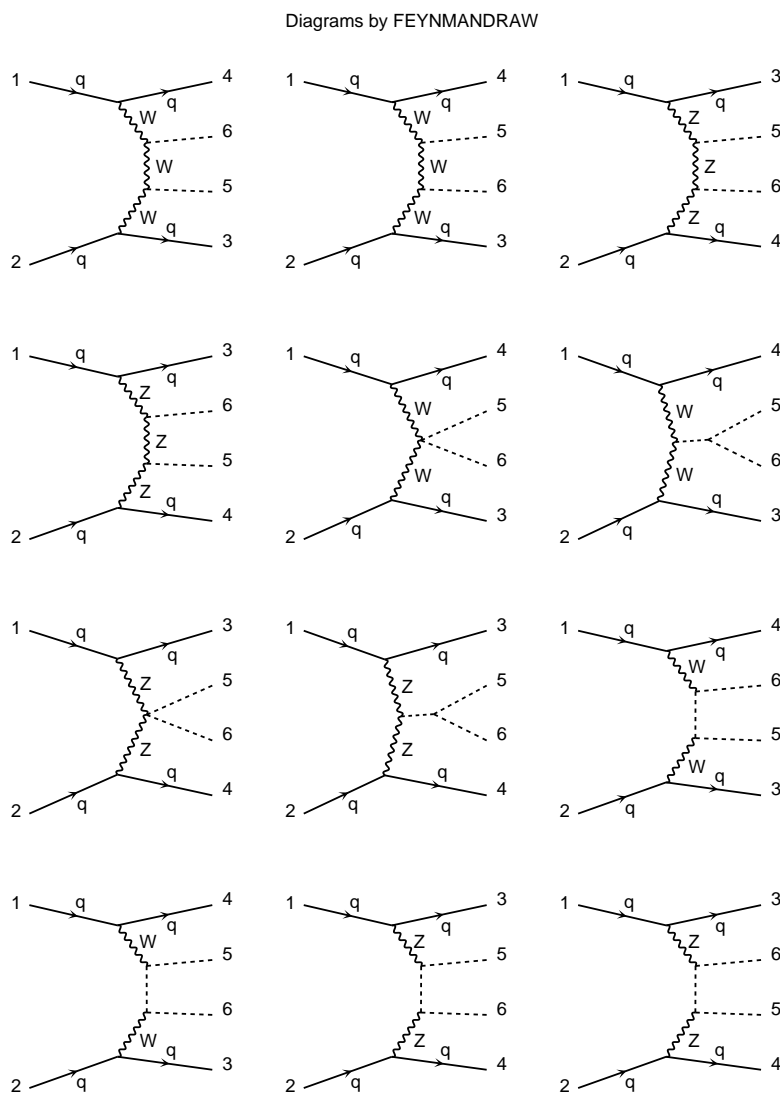 Diagrams by FEYNMANDRAW
1 q 4 1 q 4 1 q 3
q q q
W 6 W 5 Z 5
W W Z
5 6 6
W W Z
q 3 q 3 q 4
2 q 2 q 2 q
1 q 3 1 q 4 1 q 4
q q q
Z 6 W 5 W 5
Z
5 6 6
Z W W
q 4 q 3 q 3
2 q 2 q 2 q
1 q 3 1 q 3 1 q 4
q q q
Z 5 Z 5 W 6
6 6 5
Z Z W
q 4 q 4 q 3
2 q 2 q 2 q
1 q 4 1 q 3 1 q 3
q q q
W 5 Z 6 Z 6
6 6 5
W Z Z
q 3 q 4 q 4
2 q 2 q 2 q